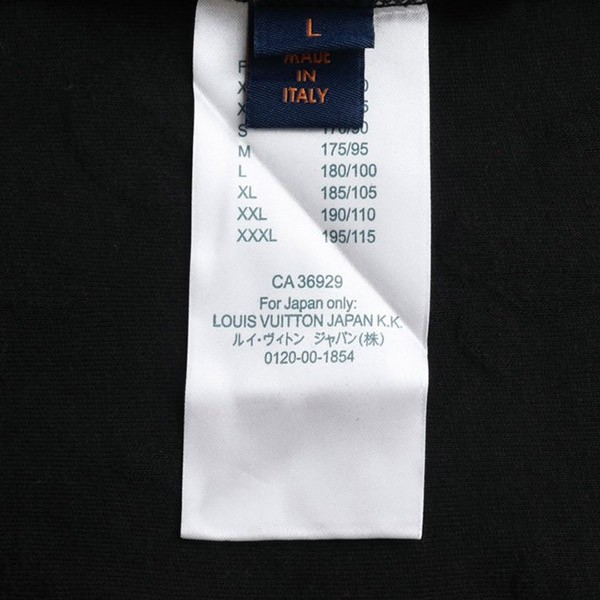 L
MADE
IN
ITALY
S 170/90
M 175/95
L 180/100
XL 185/105
XXL 190/110
XXXL 195/115
CA 36929
For Japan only:
LOUIS VUITTON JAPAN K.K.
ルイ・ヴィトン ジャパン(株)
0120-00-1854